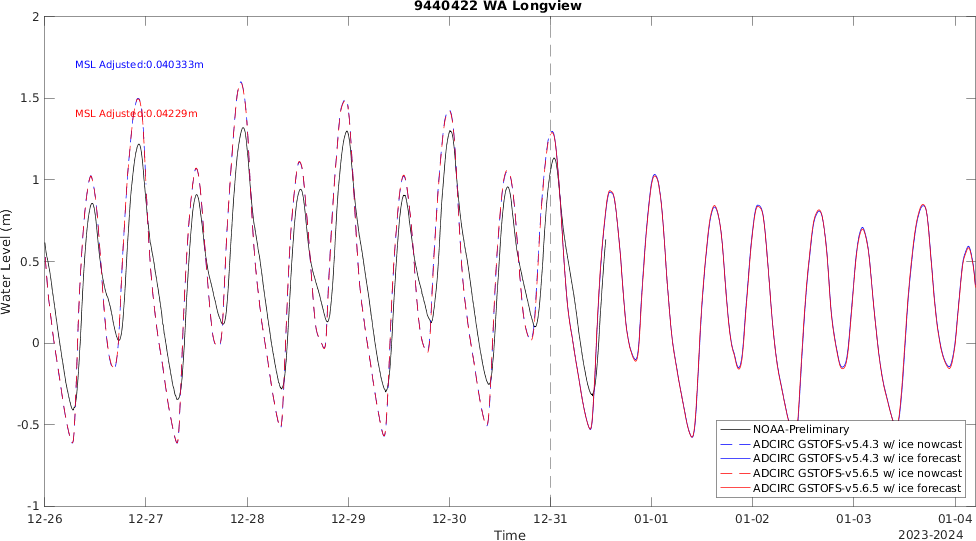 9440422 WA Longview
2
1.5
1
0.5
0
-0.5
-1
Water Level (m)
MSL Adjusted:0.040333m
MSL Adjusted:0.04229m
NOAA-Preliminary
ADCIRC GSTOFS-v5.4.3 w/ ice nowcast
ADCIRC GSTOFS-v5.4.3 w/ ice forecast
ADCIRC GSTOFS-v5.6.5 w/ ice nowcast
ADCIRC GSTOFS-v5.6.5 w/ ice forecast
12-26 12-27 12-28 12-29 12-30 12-31 01-01 01-02 01-03 01-04
Time
2023-2024